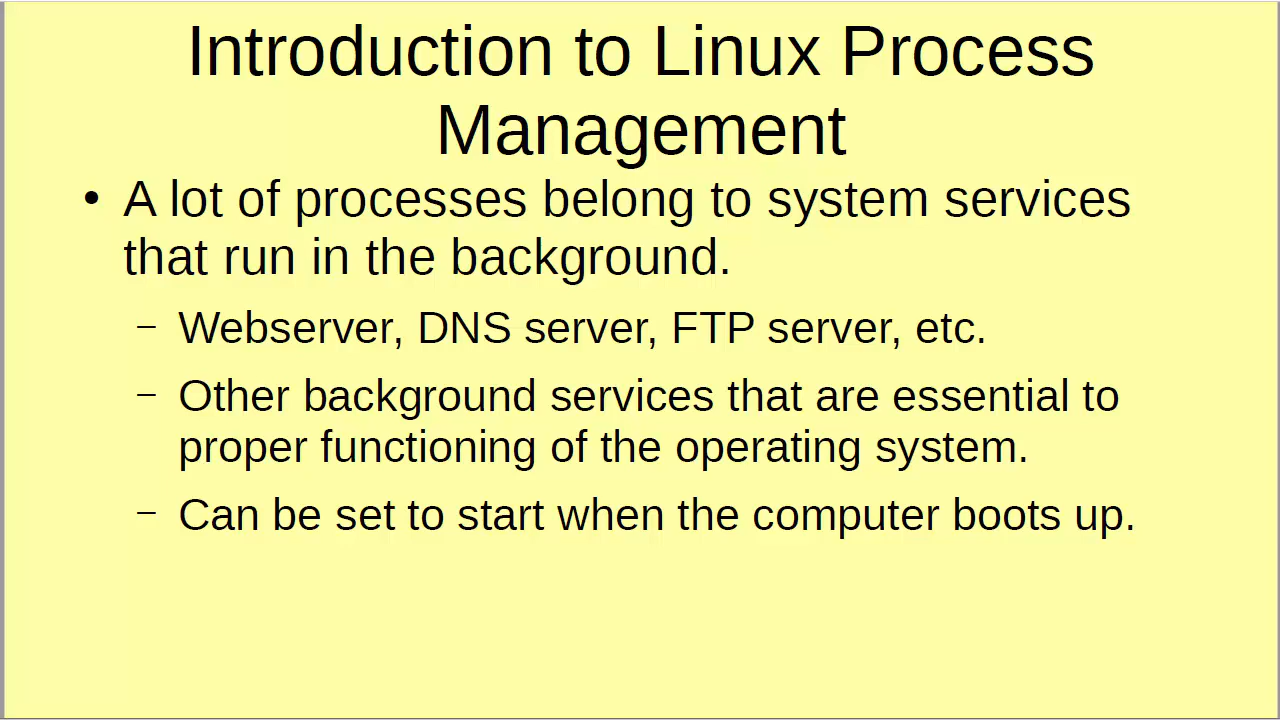 Introduction to Linux Process
Management
• A lot of processes belong to system services
that run in the background.
– Webserver, DNS server, FTP server, etc.
– Other background services that are essential to
proper functioning of the operating system.
– Can be set to start when the computer boots up.